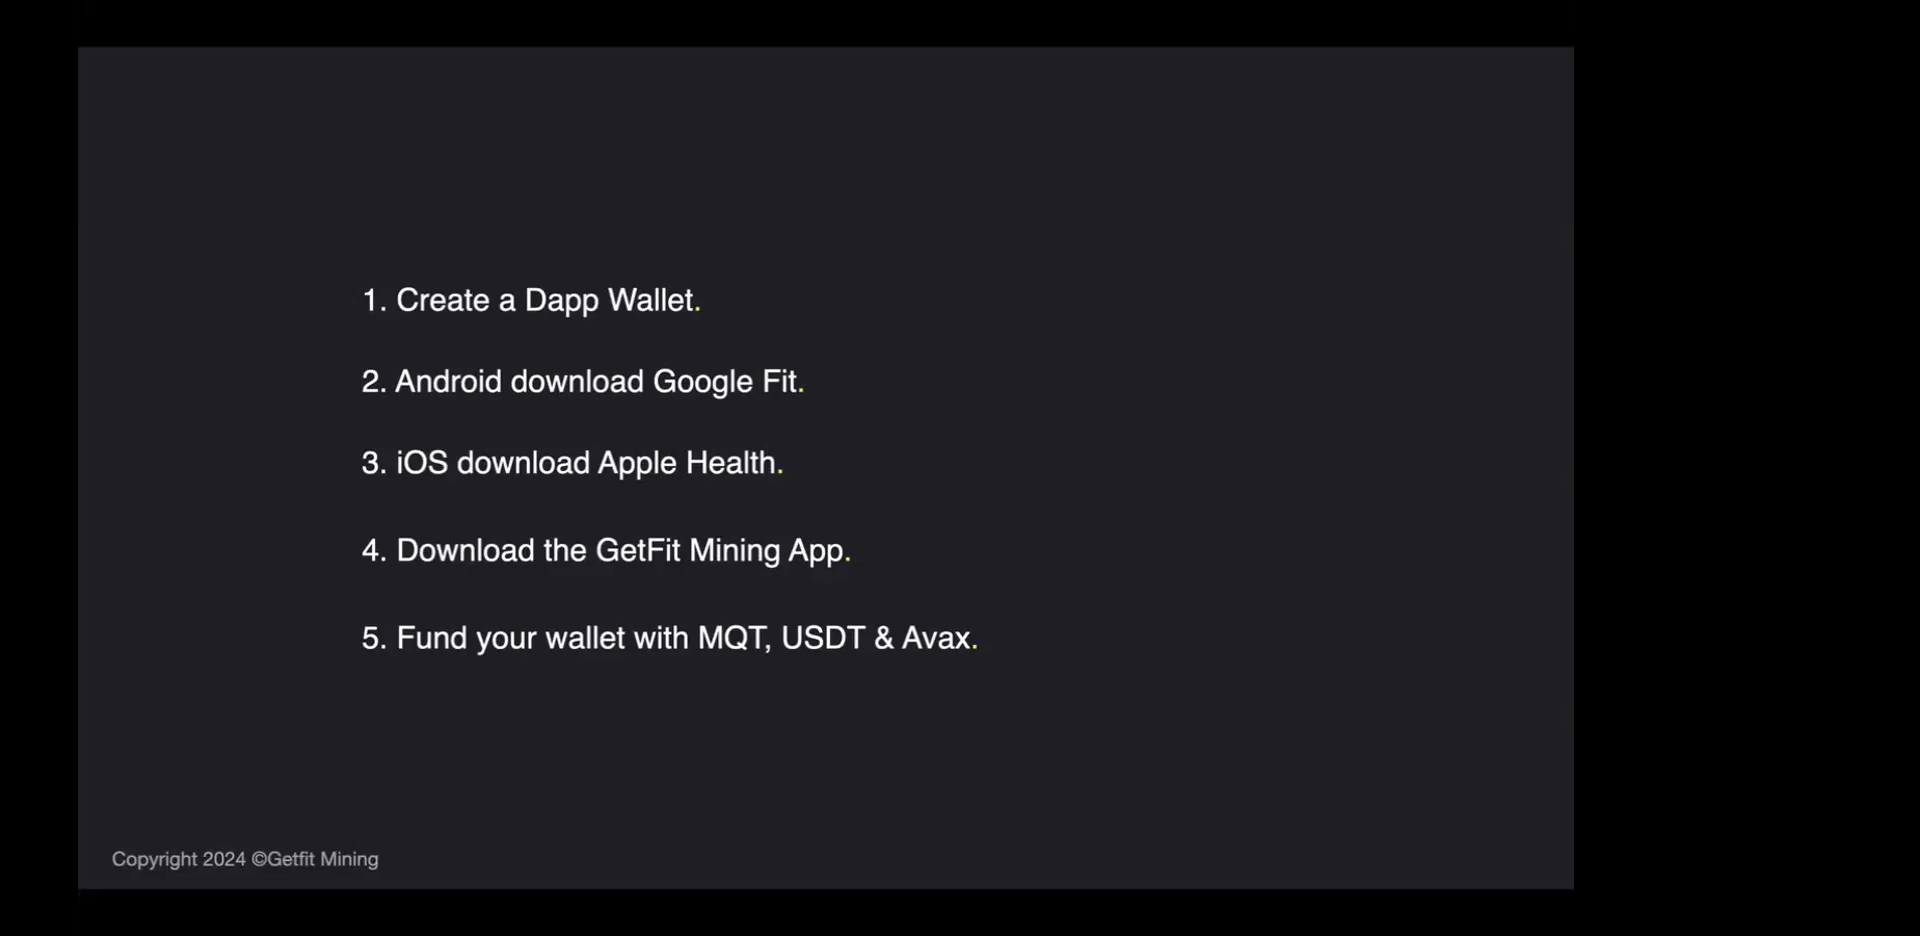 1. Create a Dapp Wallet.
2. Android download Google Fit.
3. iOS download Apple Health.
4. Download the GetFit Mining App.
5. Fund your wallet with MQT, USDT & Avax.
Copyright 2024 ©Getfit Mining